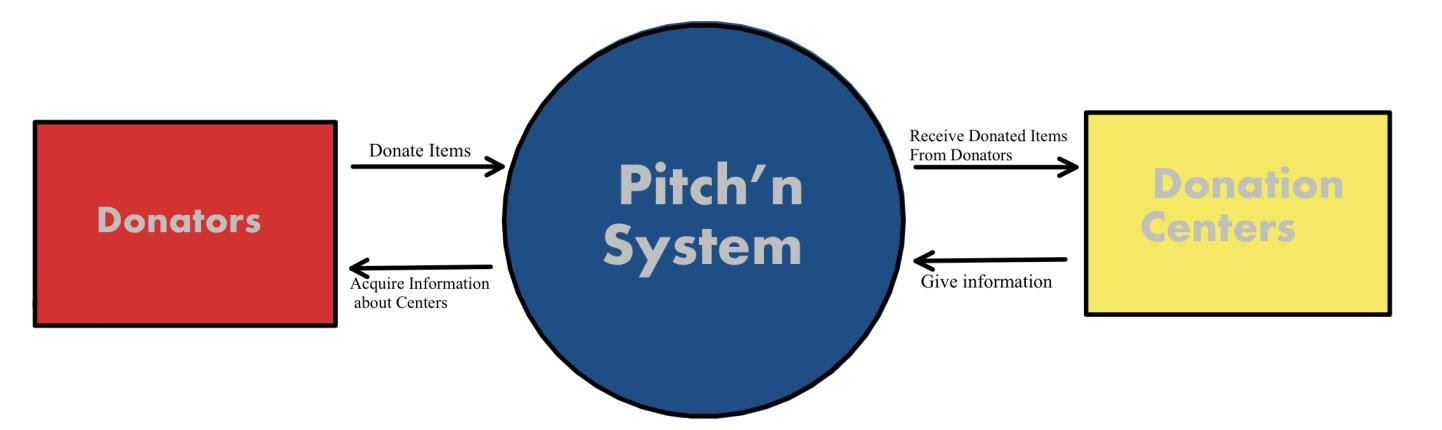 Donators
Donate Items
Acquire Information
about Centers
Pitch’n
System
Receive Donated Items
From Donators
Give information
Donation
Centers